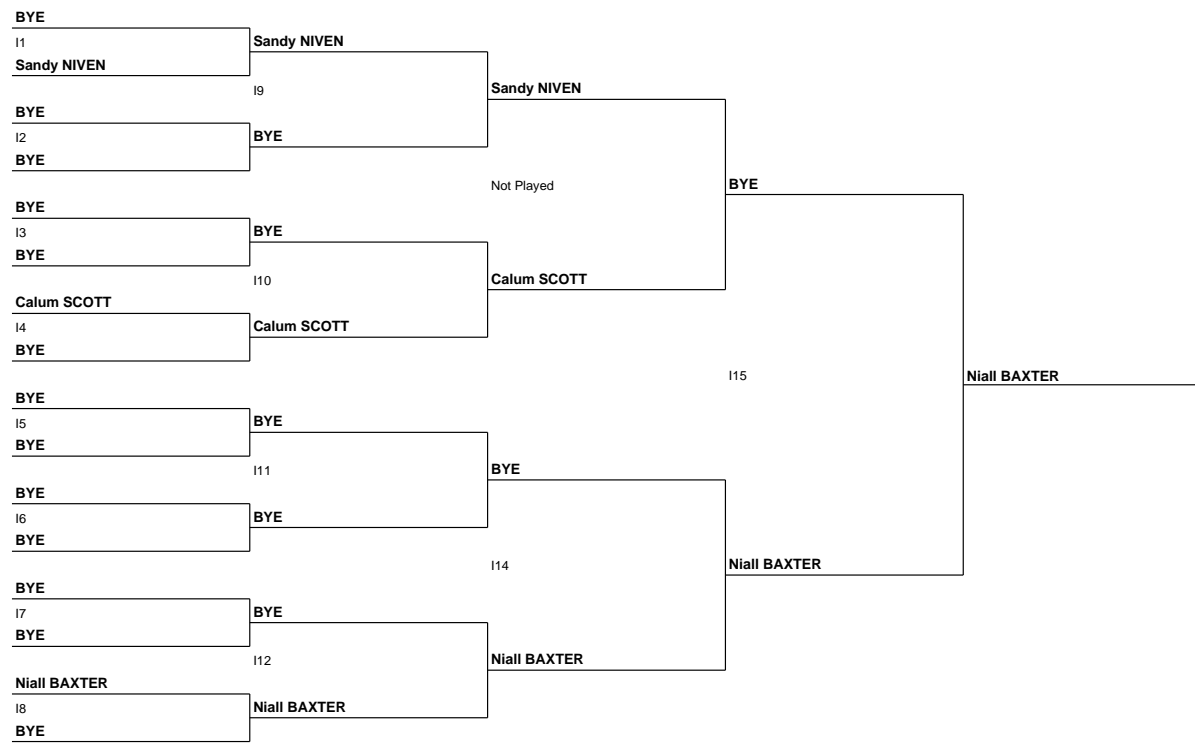 BYE
I1
Sandy NIVEN
BYE
I2
BYE
BYE
I3
BYE
Calum SCOTT
I4
BYE
BYE
I5
BYE
BYE
I6
BYE
BYE
I7
BYE
Niall BAXTER
I8
BYE
Sandy NIVEN
I9
BYE
BYE
I10
Calum SCOTT
BYE
I11
BYE
BYE
I12
Niall BAXTER
Sandy NIVEN
Not Played
Calum SCOTT
BYE
I14
Niall BAXTER
BYE
I15
Niall BAXTER
Niall BAXTER